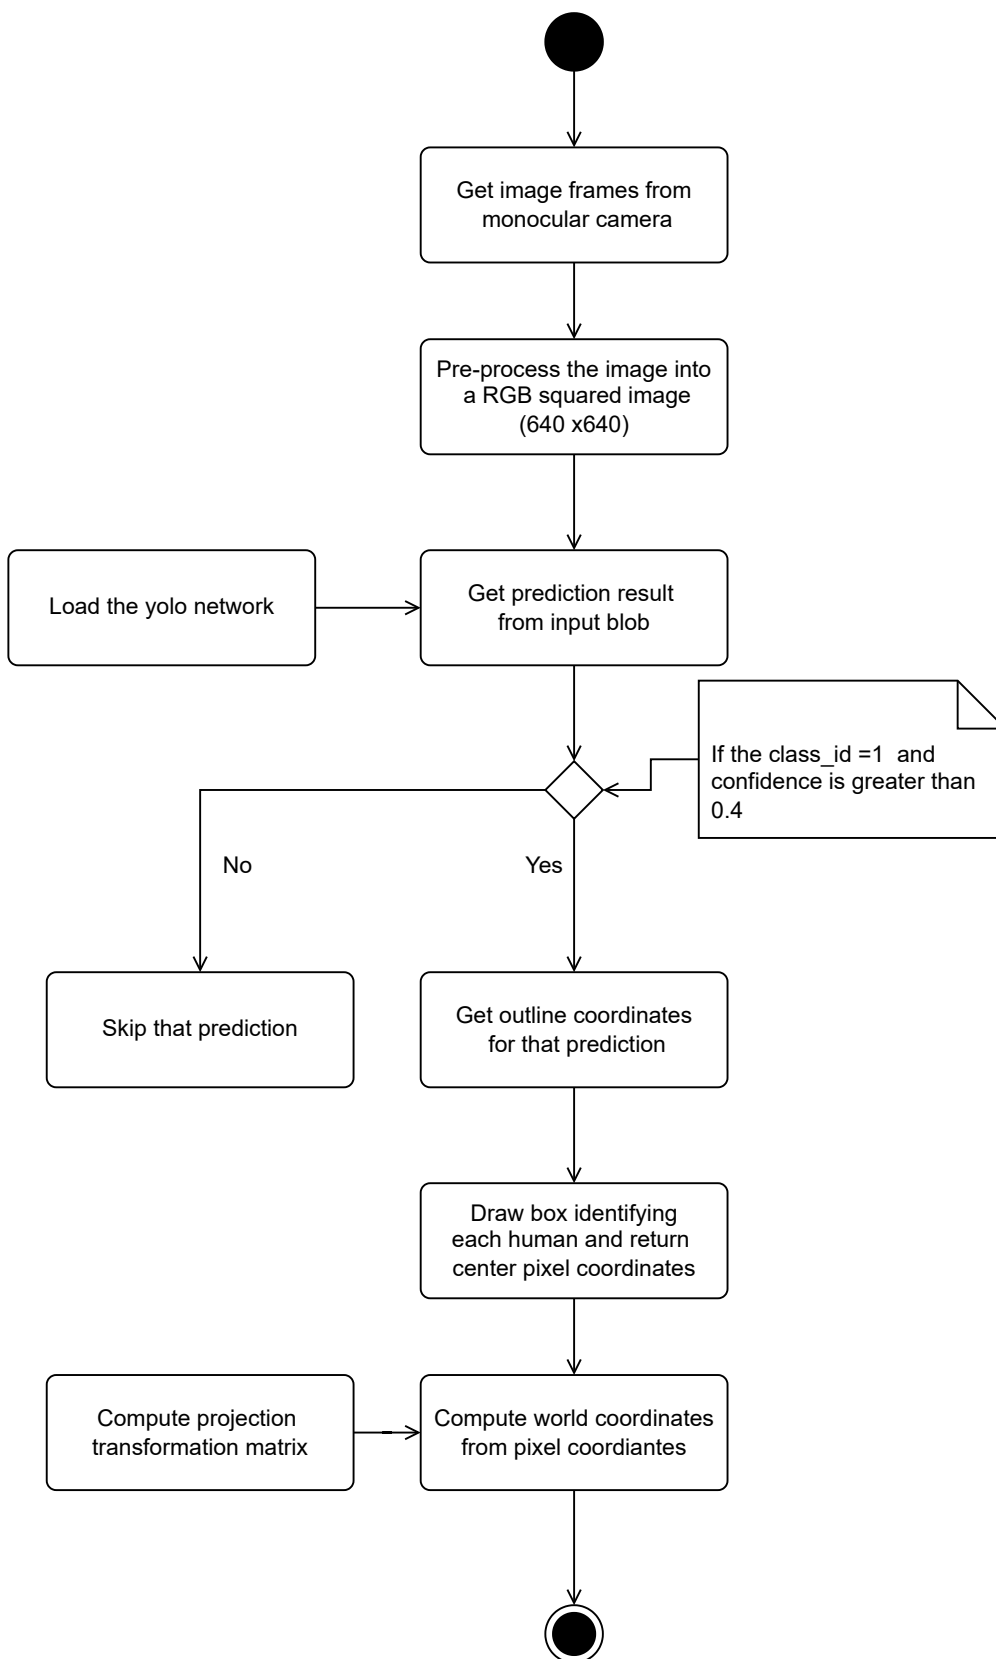 Get image frames from
monocular camera
Pre-process the image into
a RGB squared image
(640 x640)
Load the yolo network
Get prediction result
from input blob
If the class_id =1  and
confidence is greater than
0.4
No
Yes
Skip that prediction
Get outline coordinates
for that prediction
Draw box identifying
each human and return
center pixel coordinates
Compute projection
transformation matrix
Compute world coordinates
from pixel coordiantes